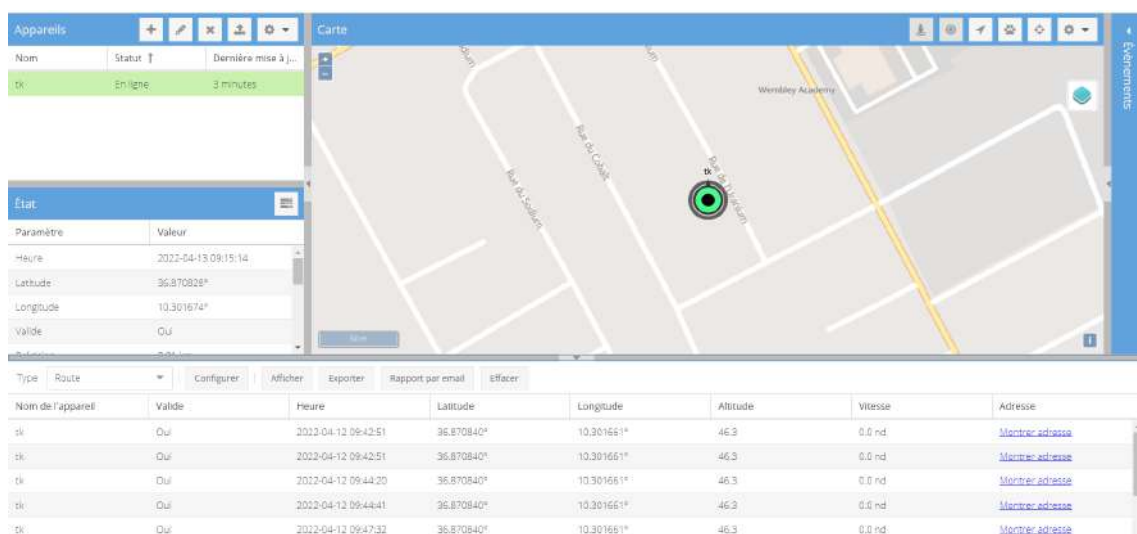 Appareils
Nom Statut ↑ Dernière mise à j...
tk En ligne 3 minutes
État
Paramètre Valeur
Heure 2022-04-13 09:15:14
Latitude 36.870828°
Longitude 10.301674°
Valide Oui
Carte
+
−
Rue du Cobalt
Rue du Sodium
Rue de l'Uranium
Wembley Academy
tk
i
Évènements
Type Route Configurer Afficher Exporter Rapport par email Effacer
Nom de l'appareil Valide Heure Latitude Longitude Altitude Vitesse Adresse
tk Oui 2022-04-12 09:42:51 36.870840° 10.301661° 46.3 0.0 nd Montrer adresse
tk Oui 2022-04-12 09:42:51 36.870840° 10.301661° 46.3 0.0 nd Montrer adresse
tk Oui 2022-04-12 09:44:20 36.870840° 10.301661° 46.3 0.0 nd Montrer adresse
tk Oui 2022-04-12 09:44:41 36.870840° 10.301661° 46.3 0.0 nd Montrer adresse
tk Oui 2022-04-12 09:47:32 36.870840° 10.301661° 46.3 0.0 nd Montrer adresse